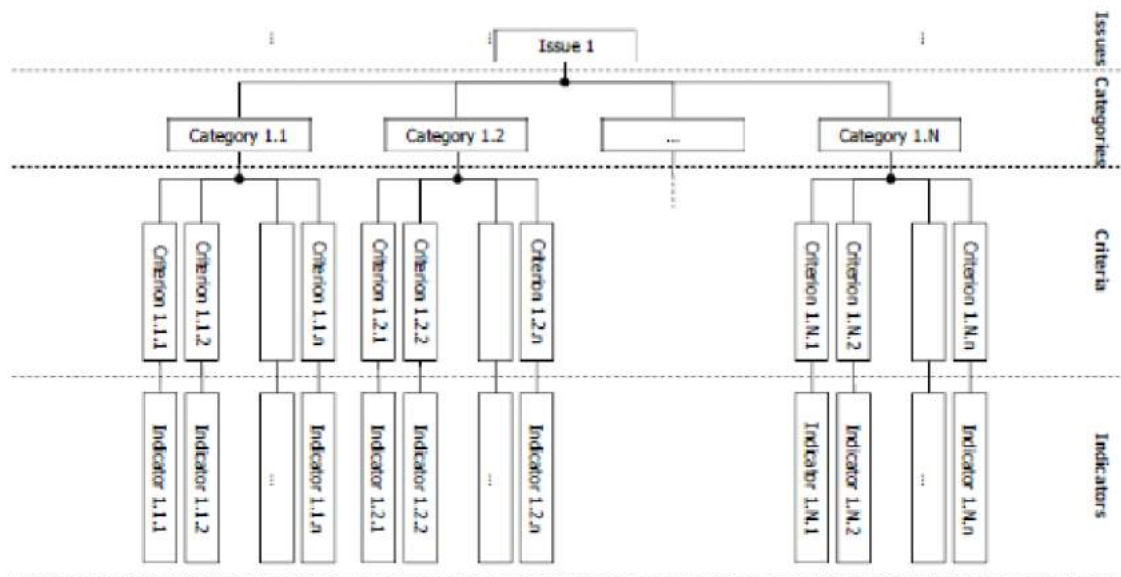 ... ... ...
Issue 1
Issues
Category 1.1
Category 1.2
...
Category 1.N
Categories
Criterion 1.1.1
Criterion 1.1.2
Criterion 1.1.n
Criterion 1.2.1
Criterion 1.2.2
Criterion 1.2.n
Criterion 1.N.1
Criterion 1.N.2
Criterion 1.N.n
Criteria
Indicator 1.1.1
Indicator 1.1.2
...
Indicator 1.1.n
Indicator 1.2.1
Indicator 1.2.2
...
Indicator 1.2.n
Indicator 1.N.1
Indicator 1.N.2
...
Indicator 1.N.n
Indicators